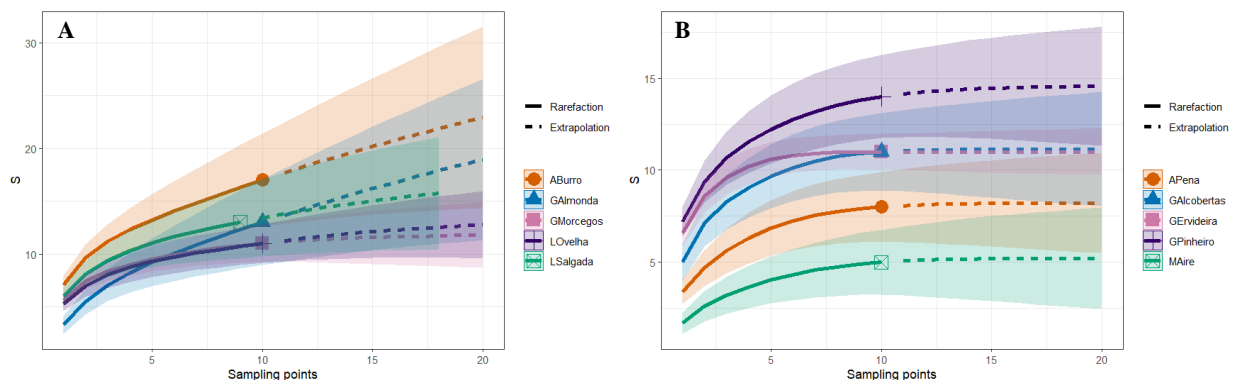 A
30
20
10
S
5
10
15
20
Sampling points
Rarefaction
Extrapolation
ABurro
GAlmonda
GMorcegos
LOvelha
LSalgada
B
15
10
5
S
5
10
15
20
Sampling points
Rarefaction
Extrapolation
APena
GAlcobertas
GErvideira
GPinheiro
MAire